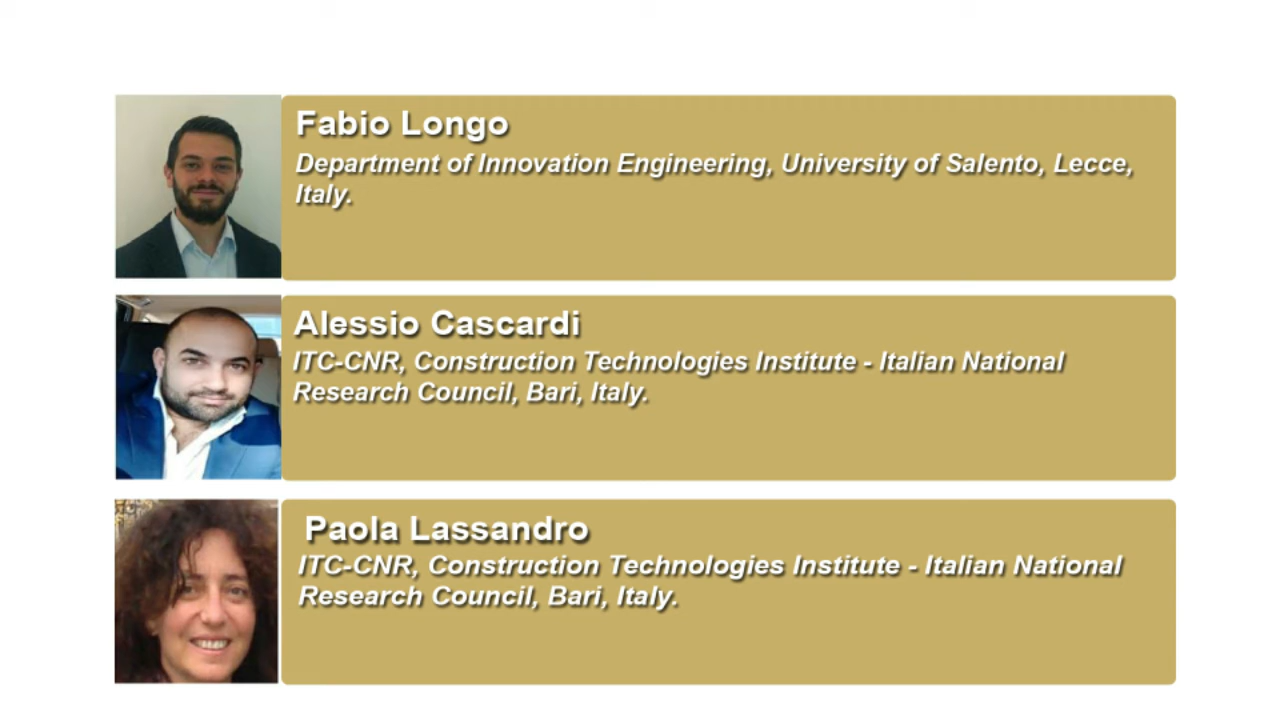 Fabio Longo
Department of Innovation Engineering, University of Salento, Lecce,
Italy.
Alessio Cascardi
ITC-CNR, Construction Technologies Institute - Italian National
Research Council, Bari, Italy.
Paola Lassandro
ITC-CNR, Construction Technologies Institute - Italian National
Research Council, Bari, Italy.